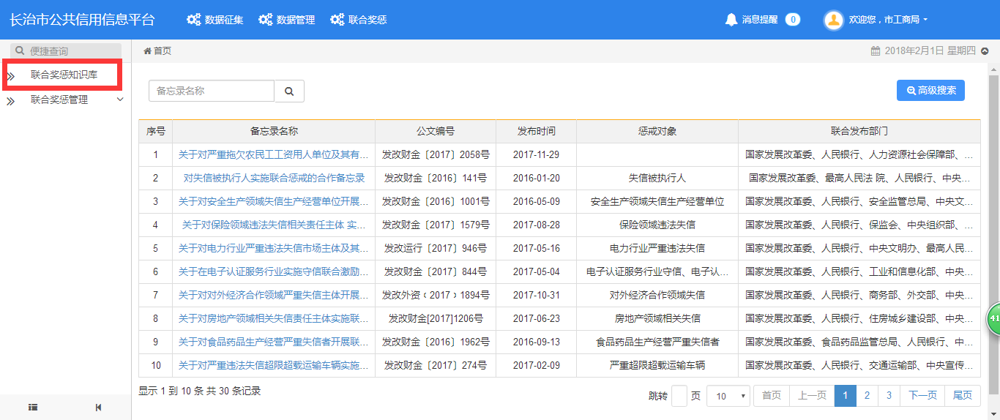 长治市公共信用信息平台 数据征集 数据管理 联合奖惩 消息提醒 0 欢迎您，市工商局
便捷查询 首页 2018年2月1日 星期四
联合奖惩知识库
联合奖惩管理
备忘录名称 高级搜索
序号 备忘录名称 公文编号 发布时间 惩戒对象 联合发布部门
1 关于对严重拖欠农民工工资用人单位及其有... 发改财金〔2017〕2058号 2017-11-29 国家发展改革委、人民银行、人力资源社会保障部、...
2 对失信被执行人实施联合惩戒的合作备忘录 发改财金〔2016〕141号 2016-01-20 失信被执行人 国家发展改革委、最高人民法 院、人民银行、中央...
3 关于对安全生产领域失信生产经营单位开展... 发改财金〔2016〕1001号 2016-05-09 安全生产领域失信生产经营单位 国家发展改革委、人民银行、安全监管总局、中央文...
4 关于对保险领域违法失信相关责任主体 实... 发改财金〔2017〕1579号 2017-08-28 保险领域违法失信 国家发展改革委、人民银行、保监会、中央组织部、...
5 关于对电力行业严重违法失信市场主体及其... 发改运行〔2017〕946号 2017-05-16 电力行业严重违法失信 国家发展改革委、人民银行、中央文明办、最高人民...
6 关于在电子认证服务行业实施守信联合激励... 发改财金〔2017〕844号 2017-05-04 电子认证服务行业守信、电子认... 国家发展改革委、人民银行、工业和信息化部、中央...
7 关于对对外经济合作领域严重失信主体开展... 发改外资﹤2017﹥1894号 2017-10-31 对外经济合作领域失信 国家发展改革委、人民银行、商务部、外交部、中央...
8 关于对房地产领域相关失信责任主体实施联... 发改财金[2017]1206号 2017-06-23 房地产领域相关失信 国家发展改革委、人民银行、住房城乡建设部、中央...
9 关于对食品药品生产经营严重失信者开展联... 发改财金〔2016〕1962号 2016-09-13 食品药品生产经营严重失信者 国家发展改革委、食品药品监管总局、人民银行、中...
10 关于对严重违法失信超限超载运输车辆实施... 发改财金〔2017〕274号 2017-02-09 严重超限超载运输车辆 国家发展改革委、人民银行、交通运输部、中央宣传...
显示 1 到 10 条 共 30 条记录 跳转 页 10 首页 上一页 1 2 3 下一页 尾页
41